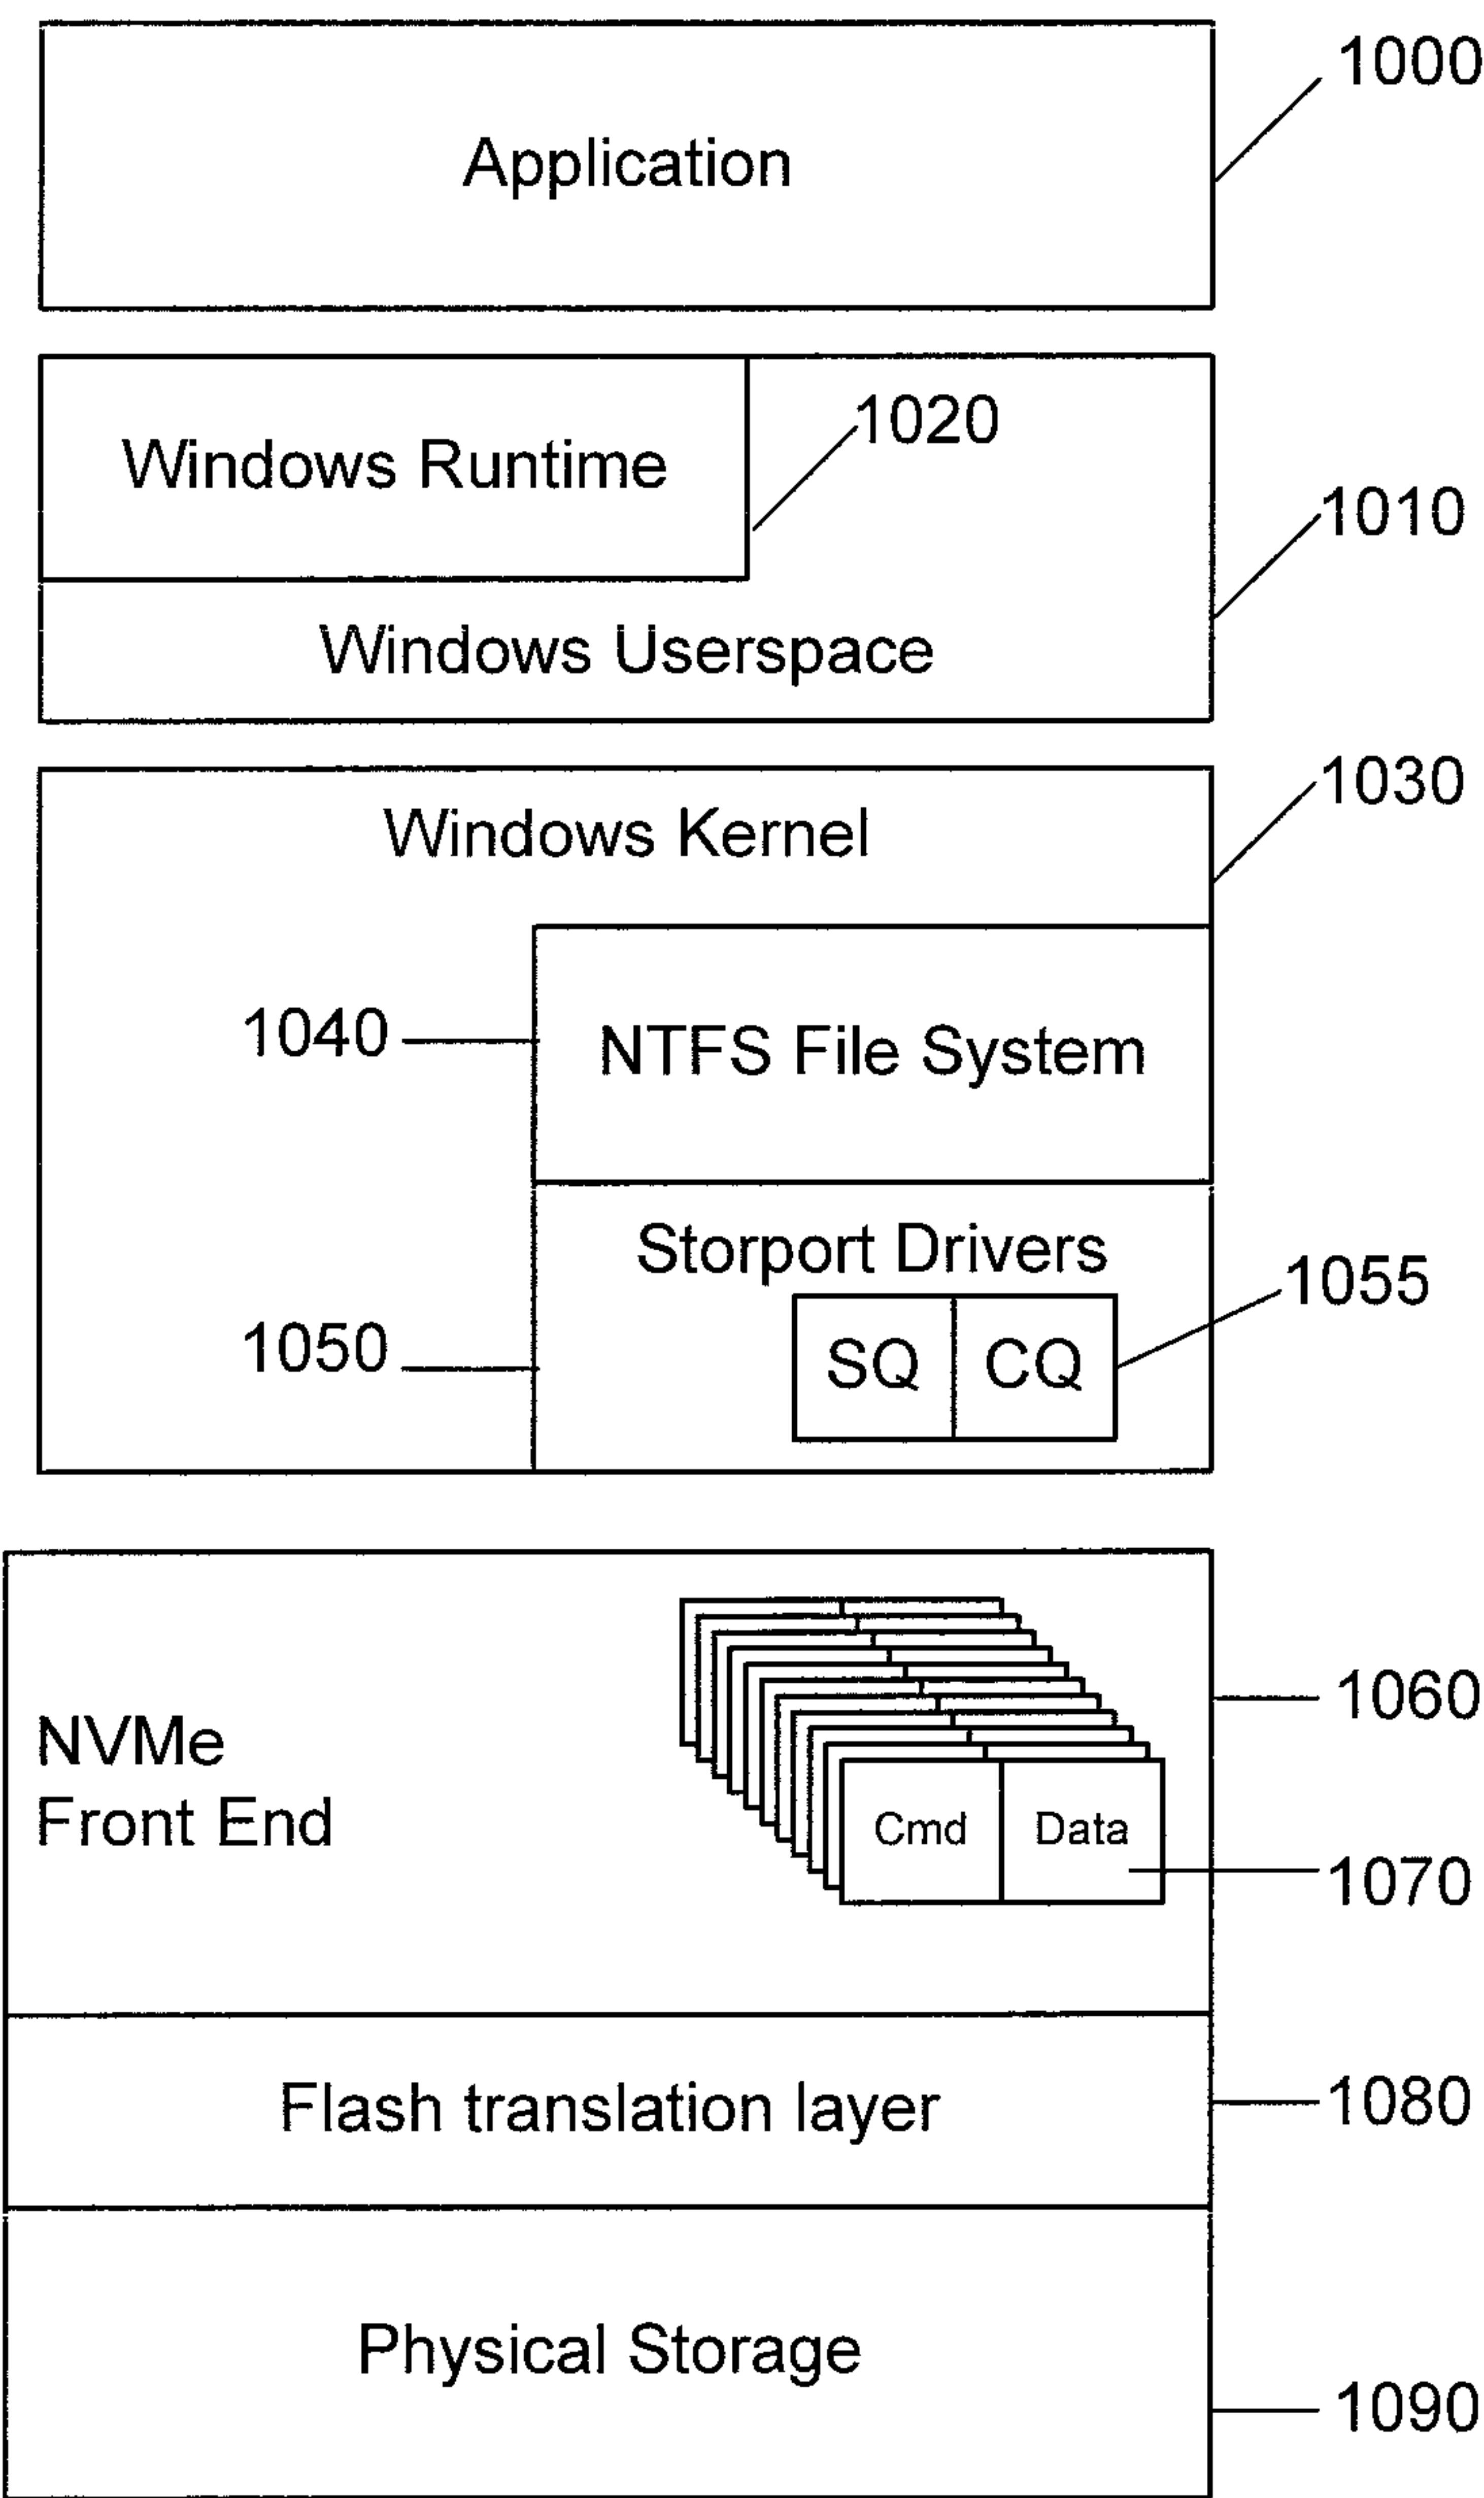 1000
Application
Windows Runtime
1020
1010
Windows Userspace
1030
Windows Kernel
1040
NTFS File System
Storport Drivers
1055
1050
SQ CQ
1060
NVMe
Front End
Cmd Data
1070
Flash translation layer
1080
Physical Storage
1090